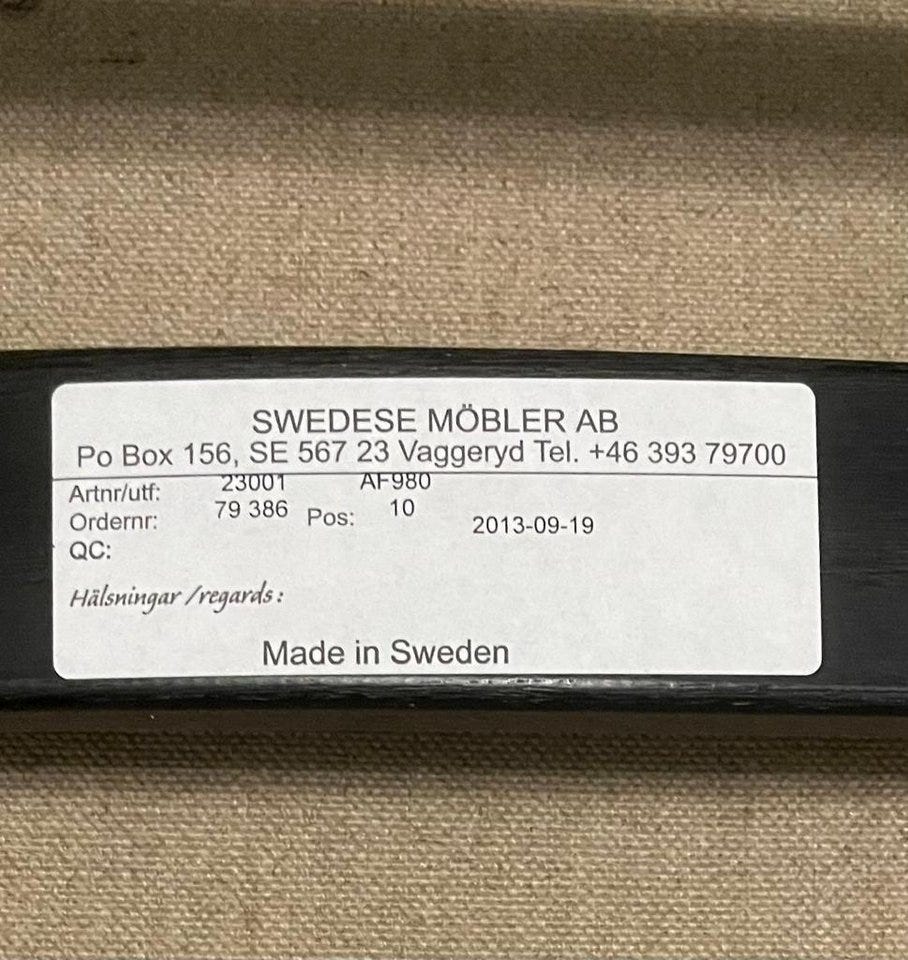 SWEDESE MÖBLER AB
Po Box 156, SE 567 23 Vaggeryd Tel. +46 393 79700
Artnr/utf: 23001 AF980
Ordernr: 79 386 Pos: 10 2013-09-19
QC:
Hälsningar /regards:
Made in Sweden